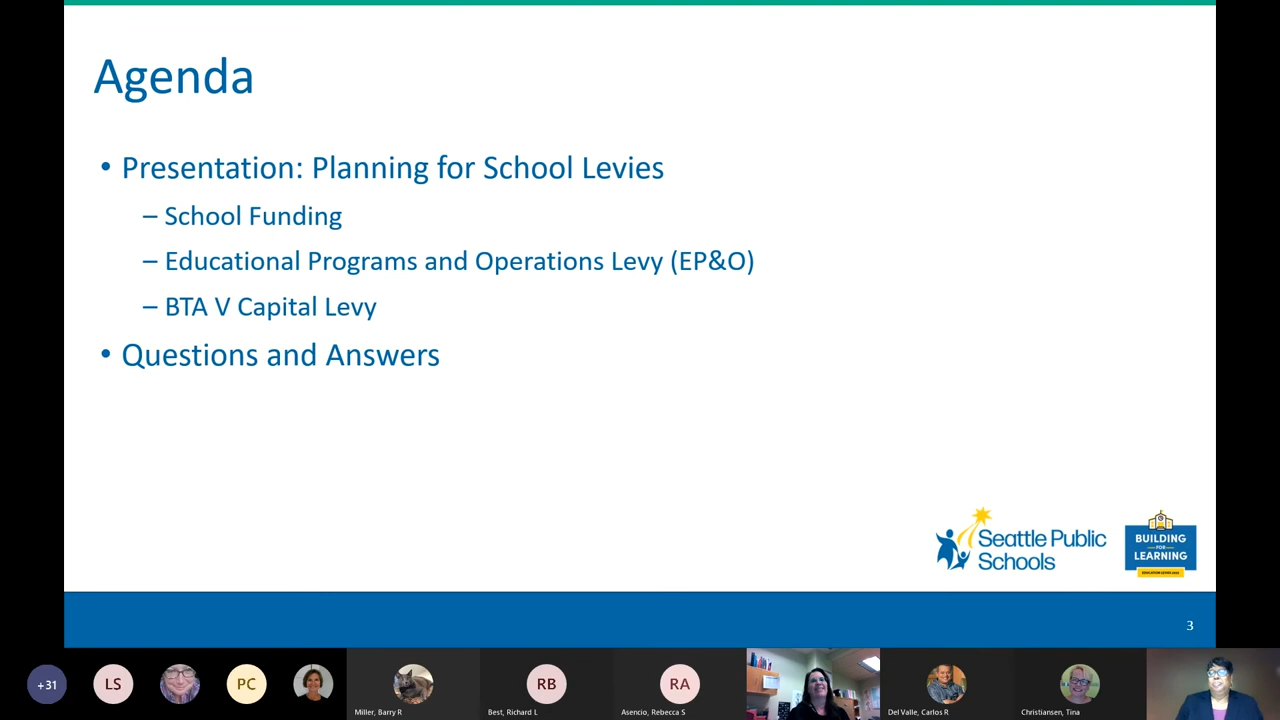 Agenda
• Presentation: Planning for School Levies
– School Funding
– Educational Programs and Operations Levy (EP&O)
– BTA V Capital Levy
• Questions and Answers
Seattle Public
Schools
BUILDING
FOR
LEARNING
3
+31
LS
PC
RB
RA
Miller, Barry R
Best, Richard L
Asencio, Rebecca S
Del Valle, Carlos R
Christiansen, Tina